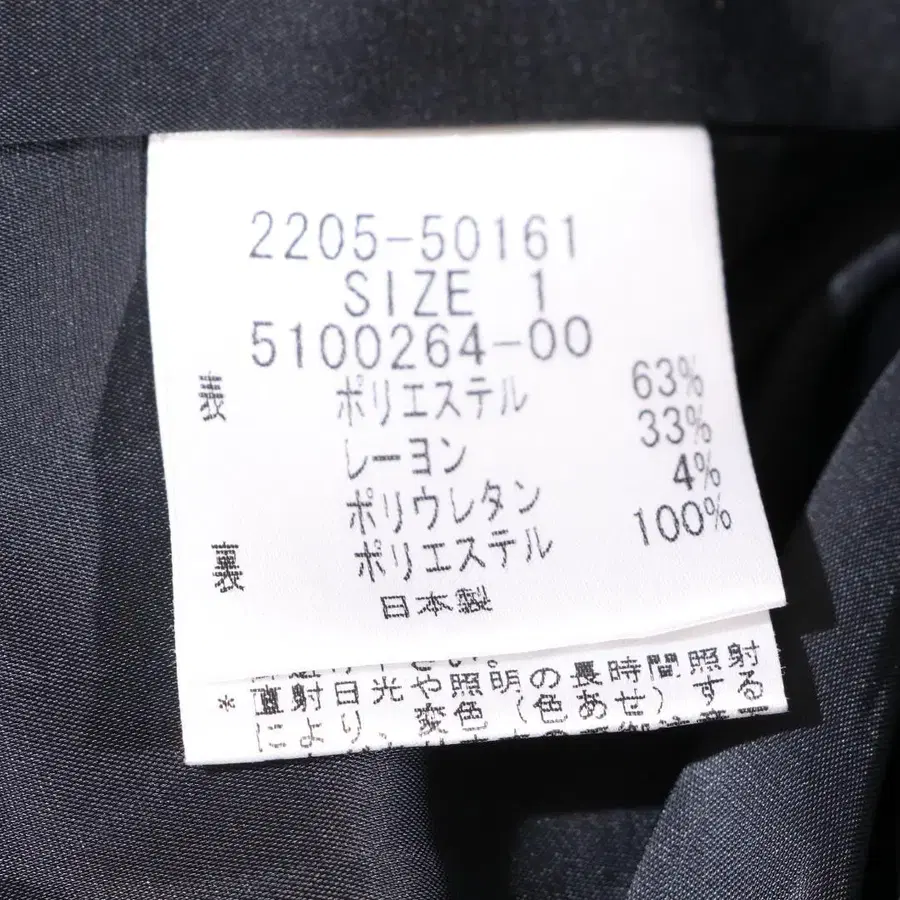 2205-50161
SIZE 1
5100264-00
表 ポリエステル 63%
レーヨン 33%
ポリウレタン 4%
裏 ポリエステル 100%
日本製
*直射日光や照明の長時間照射
により、変色(色あせ)する